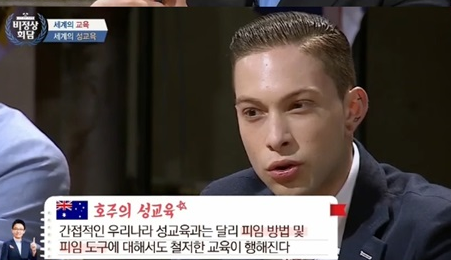 비정상
회담
세계의 교육
세계의 성교육
호주의 성교육
간접적인 우리나라 성교육과는 달리 피임 방법 및
피임 도구에 대해서도 철저한 교육이 행해진다